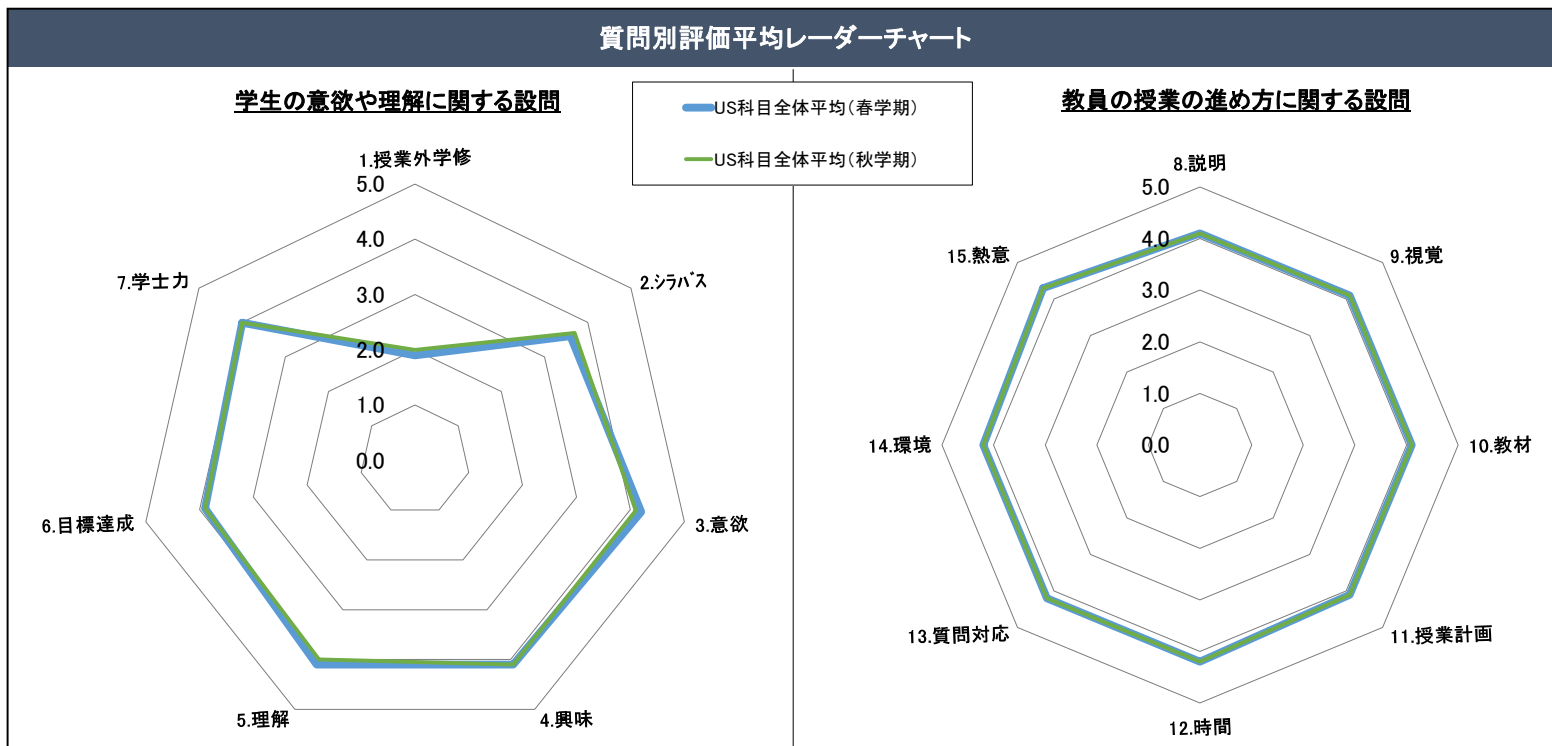 質問別評価平均レーダーチャート
学生の意欲や理解に関する設問
US科目全体平均(春学期)
US科目全体平均(秋学期)
教員の授業の進め方に関する設問
1.授業外学修
5.0
4.0
3.0
2.0
1.0
0.0
2.ｼﾗﾊﾞｽ
3.意欲
4.興味
5.理解
6.目標達成
7.学士力
8.説明
5.0
4.0
3.0
2.0
1.0
0.0
9.視覚
10.教材
11.授業計画
12.時間
13.質問対応
14.環境
15.熱意